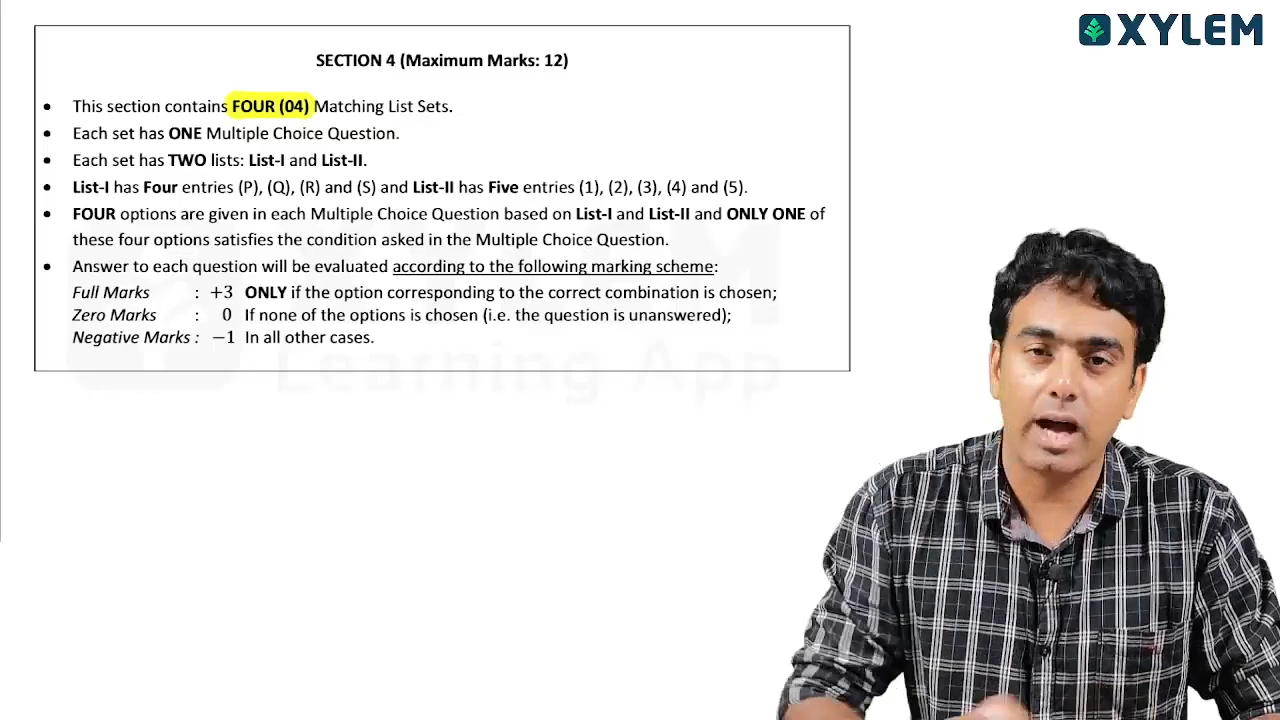 XYLEM
SECTION 4 (Maximum Marks: 12)
• This section contains FOUR (04) Matching List Sets.
• Each set has ONE Multiple Choice Question.
• Each set has TWO lists: List-I and List-II.
• List-I has Four entries (P), (Q), (R) and (S) and List-II has Five entries (1), (2), (3), (4) and (5).
• FOUR options are given in each Multiple Choice Question based on List-I and List-II and ONLY ONE of
these four options satisfies the condition asked in the Multiple Choice Question.
• Answer to each question will be evaluated according to the following marking scheme:
Full Marks : +3 ONLY if the option corresponding to the correct combination is chosen;
Zero Marks : 0 If none of the options is chosen (i.e. the question is unanswered);
Negative Marks : −1 In all other cases.
XYLEM
Learning App